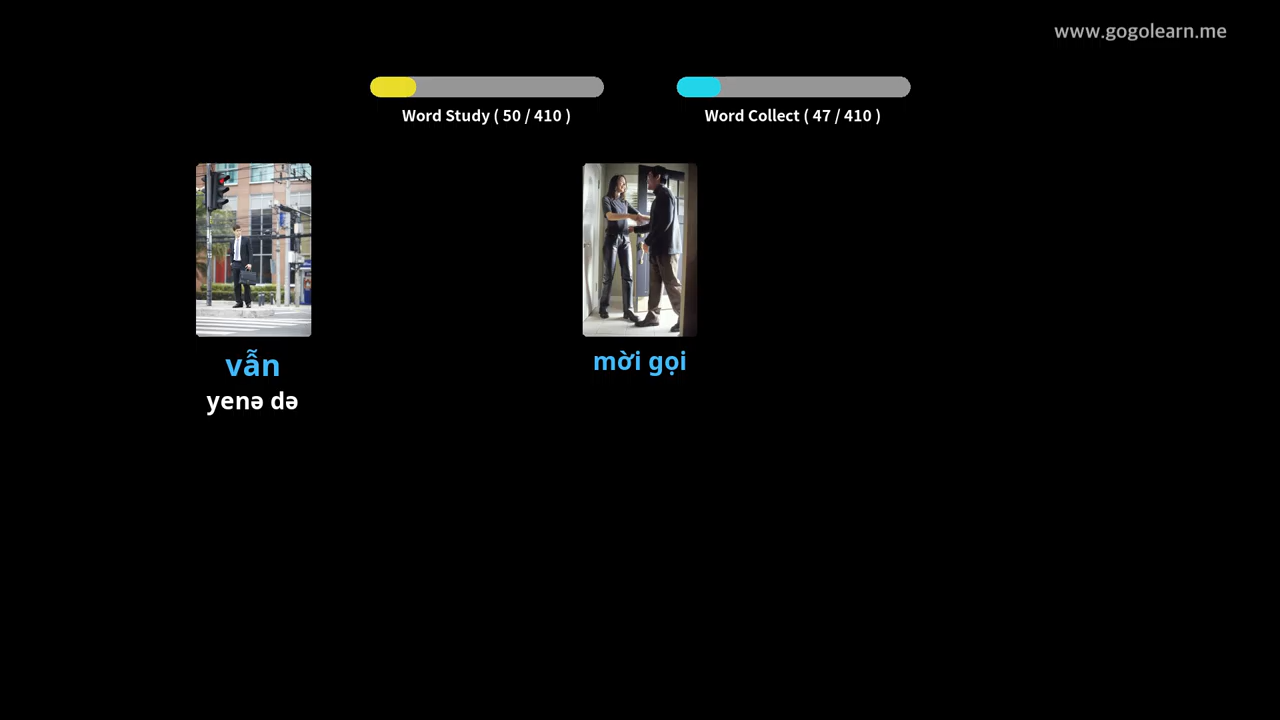 www.gogolearn.me
Word Study ( 50 / 410 )
Word Collect ( 47 / 410 )
vẫn
yenə də
mời gọi